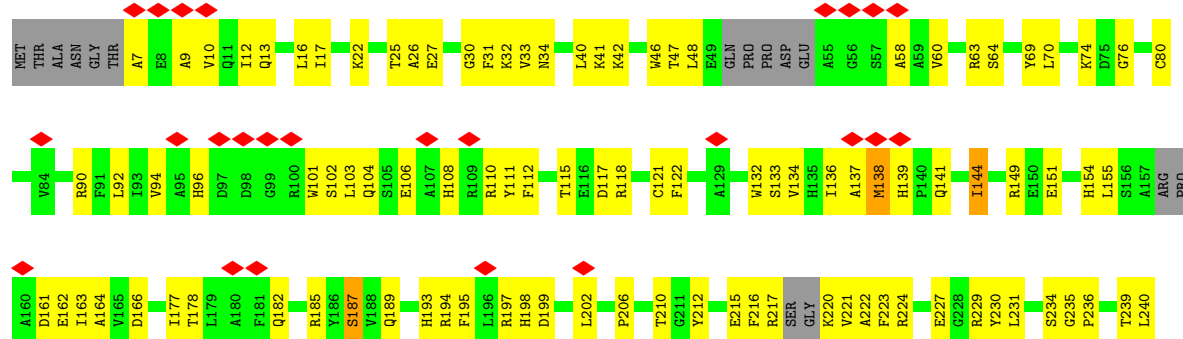 MET THR ALA ASN GLY THR A7 E8 A9 V10 Q11 I12 Q13 L16 I17 K22 T25 A26 E27 G30 F31 K32 V33 N34 L40 K41 K42 W46 T47 L48 E49 GLN PRO PRO ASP GLU A55 G56 S57 A58 A59 V60 R63 S64 Y69 L70 K74 D75 G76 C80
V84 R90 F91 L92 I93 V94 A95 H96 D97 D98 G99 R100 W101 S102 L103 Q104 S105 E106 A107 H108 R109 R110 Y111 F112 T115 E116 D117 R118 C121 F122 A129 W132 S133 V134 H135 I136 A137 M138 H139 P140 Q141 I144 R149 E150 E151 H154 L155 S156 A157 ARG PRO
A160 D161 E162 I163 A164 V165 D166 I177 T178 L179 A180 F181 Q182 R185 Y186 S187 V188 Q189 H193 R194 F195 L196 R197 H198 D199 L202 P206 T210 G211 Y212 E215 F216 R217 SER GLY K220 V221 A222 F223 R224 E227 G228 R229 Y230 L231 S234 G235 P236 T239 L240